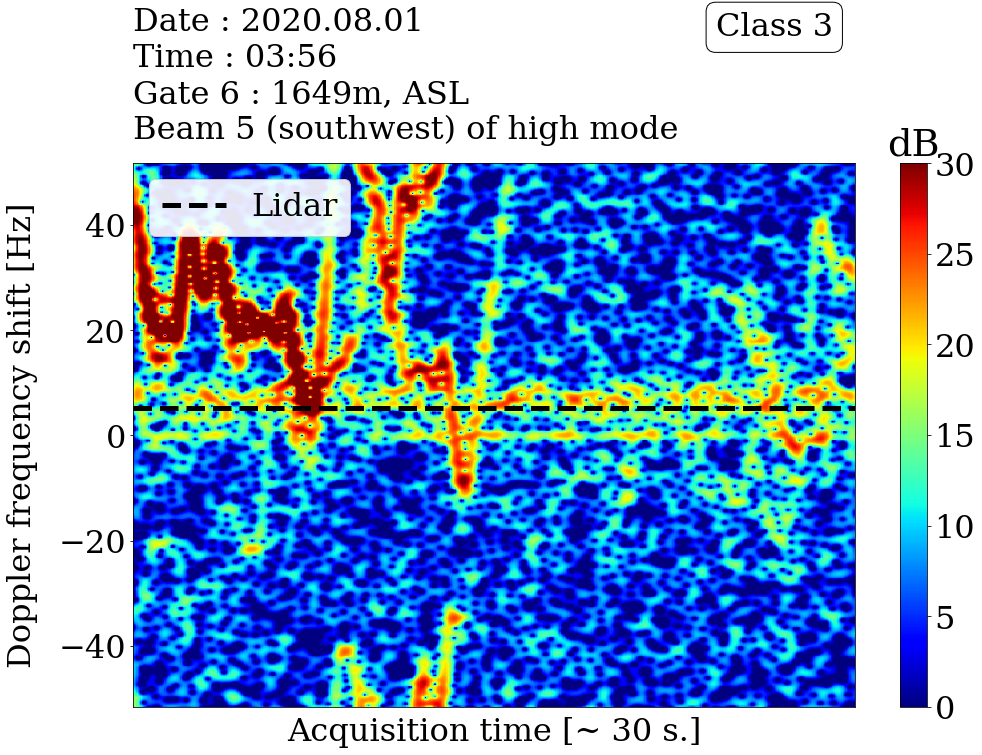 Date : 2020.08.01
Class 3
Time : 03:56
Gate 6 : 1649m, ASL
Beam 5 (southwest) of high mode
dB
Lidar
Doppler frequency shift [Hz]
40
20
0
−20
−40
30
25
20
15
10
5
0
Acquisition time [~ 30 s.]